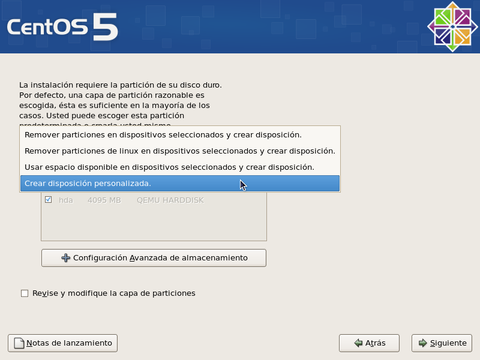 CentOS 5
La instalación requiere la partición de su disco duro.
Por defecto, una capa de partición razonable es
escogida, ésta es suficiente en la mayoría de los
casos. Usted puede escoger esta partición
Remover particiones en dispositivos seleccionados y crear disposición.
Remover particiones de linux en dispositivos seleccionados y crear disposición.
Usar espacio disponible en dispositivos seleccionados y crear disposición.
Crear disposición personalizada.
hda 4095 MB QEMU HARDDISK
Configuración Avanzada de almacenamiento
Revise y modifique la capa de particiones
Notas de lanzamiento
Atrás
Siguiente